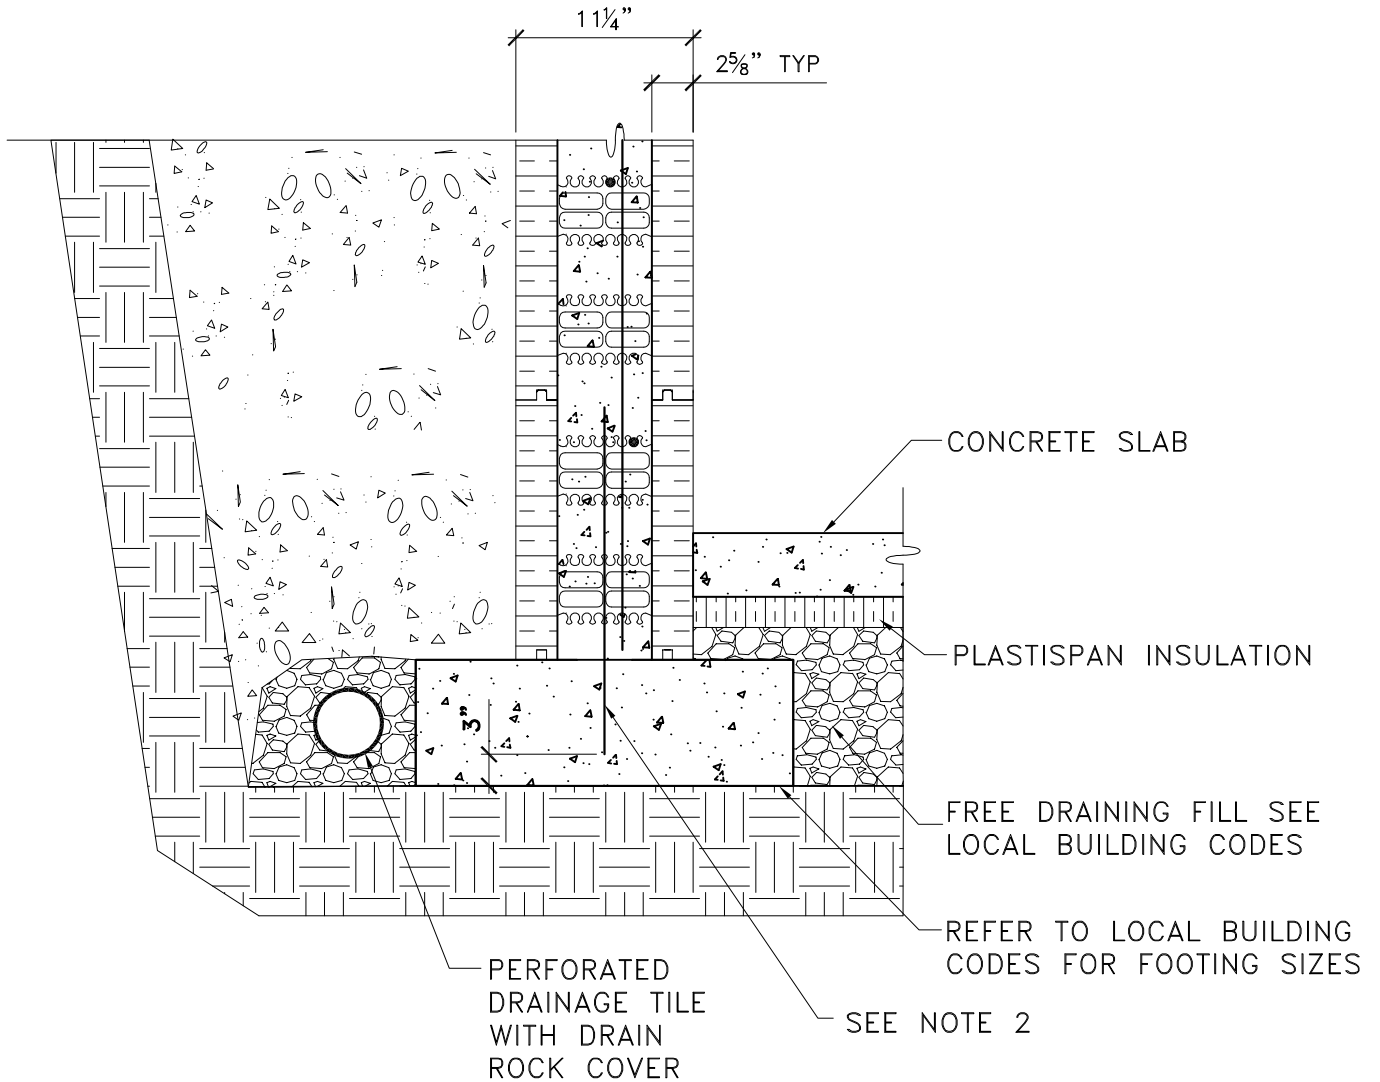 11¼”
2⅝” TYP
CONCRETE SLAB
PLASTISPAN INSULATION
3”
FREE DRAINING FILL SEE
LOCAL BUILDING CODES
REFER TO LOCAL BUILDING
CODES FOR FOOTING SIZES
PERFORATED
DRAINAGE TILE
WITH DRAIN
ROCK COVER
SEE NOTE 2